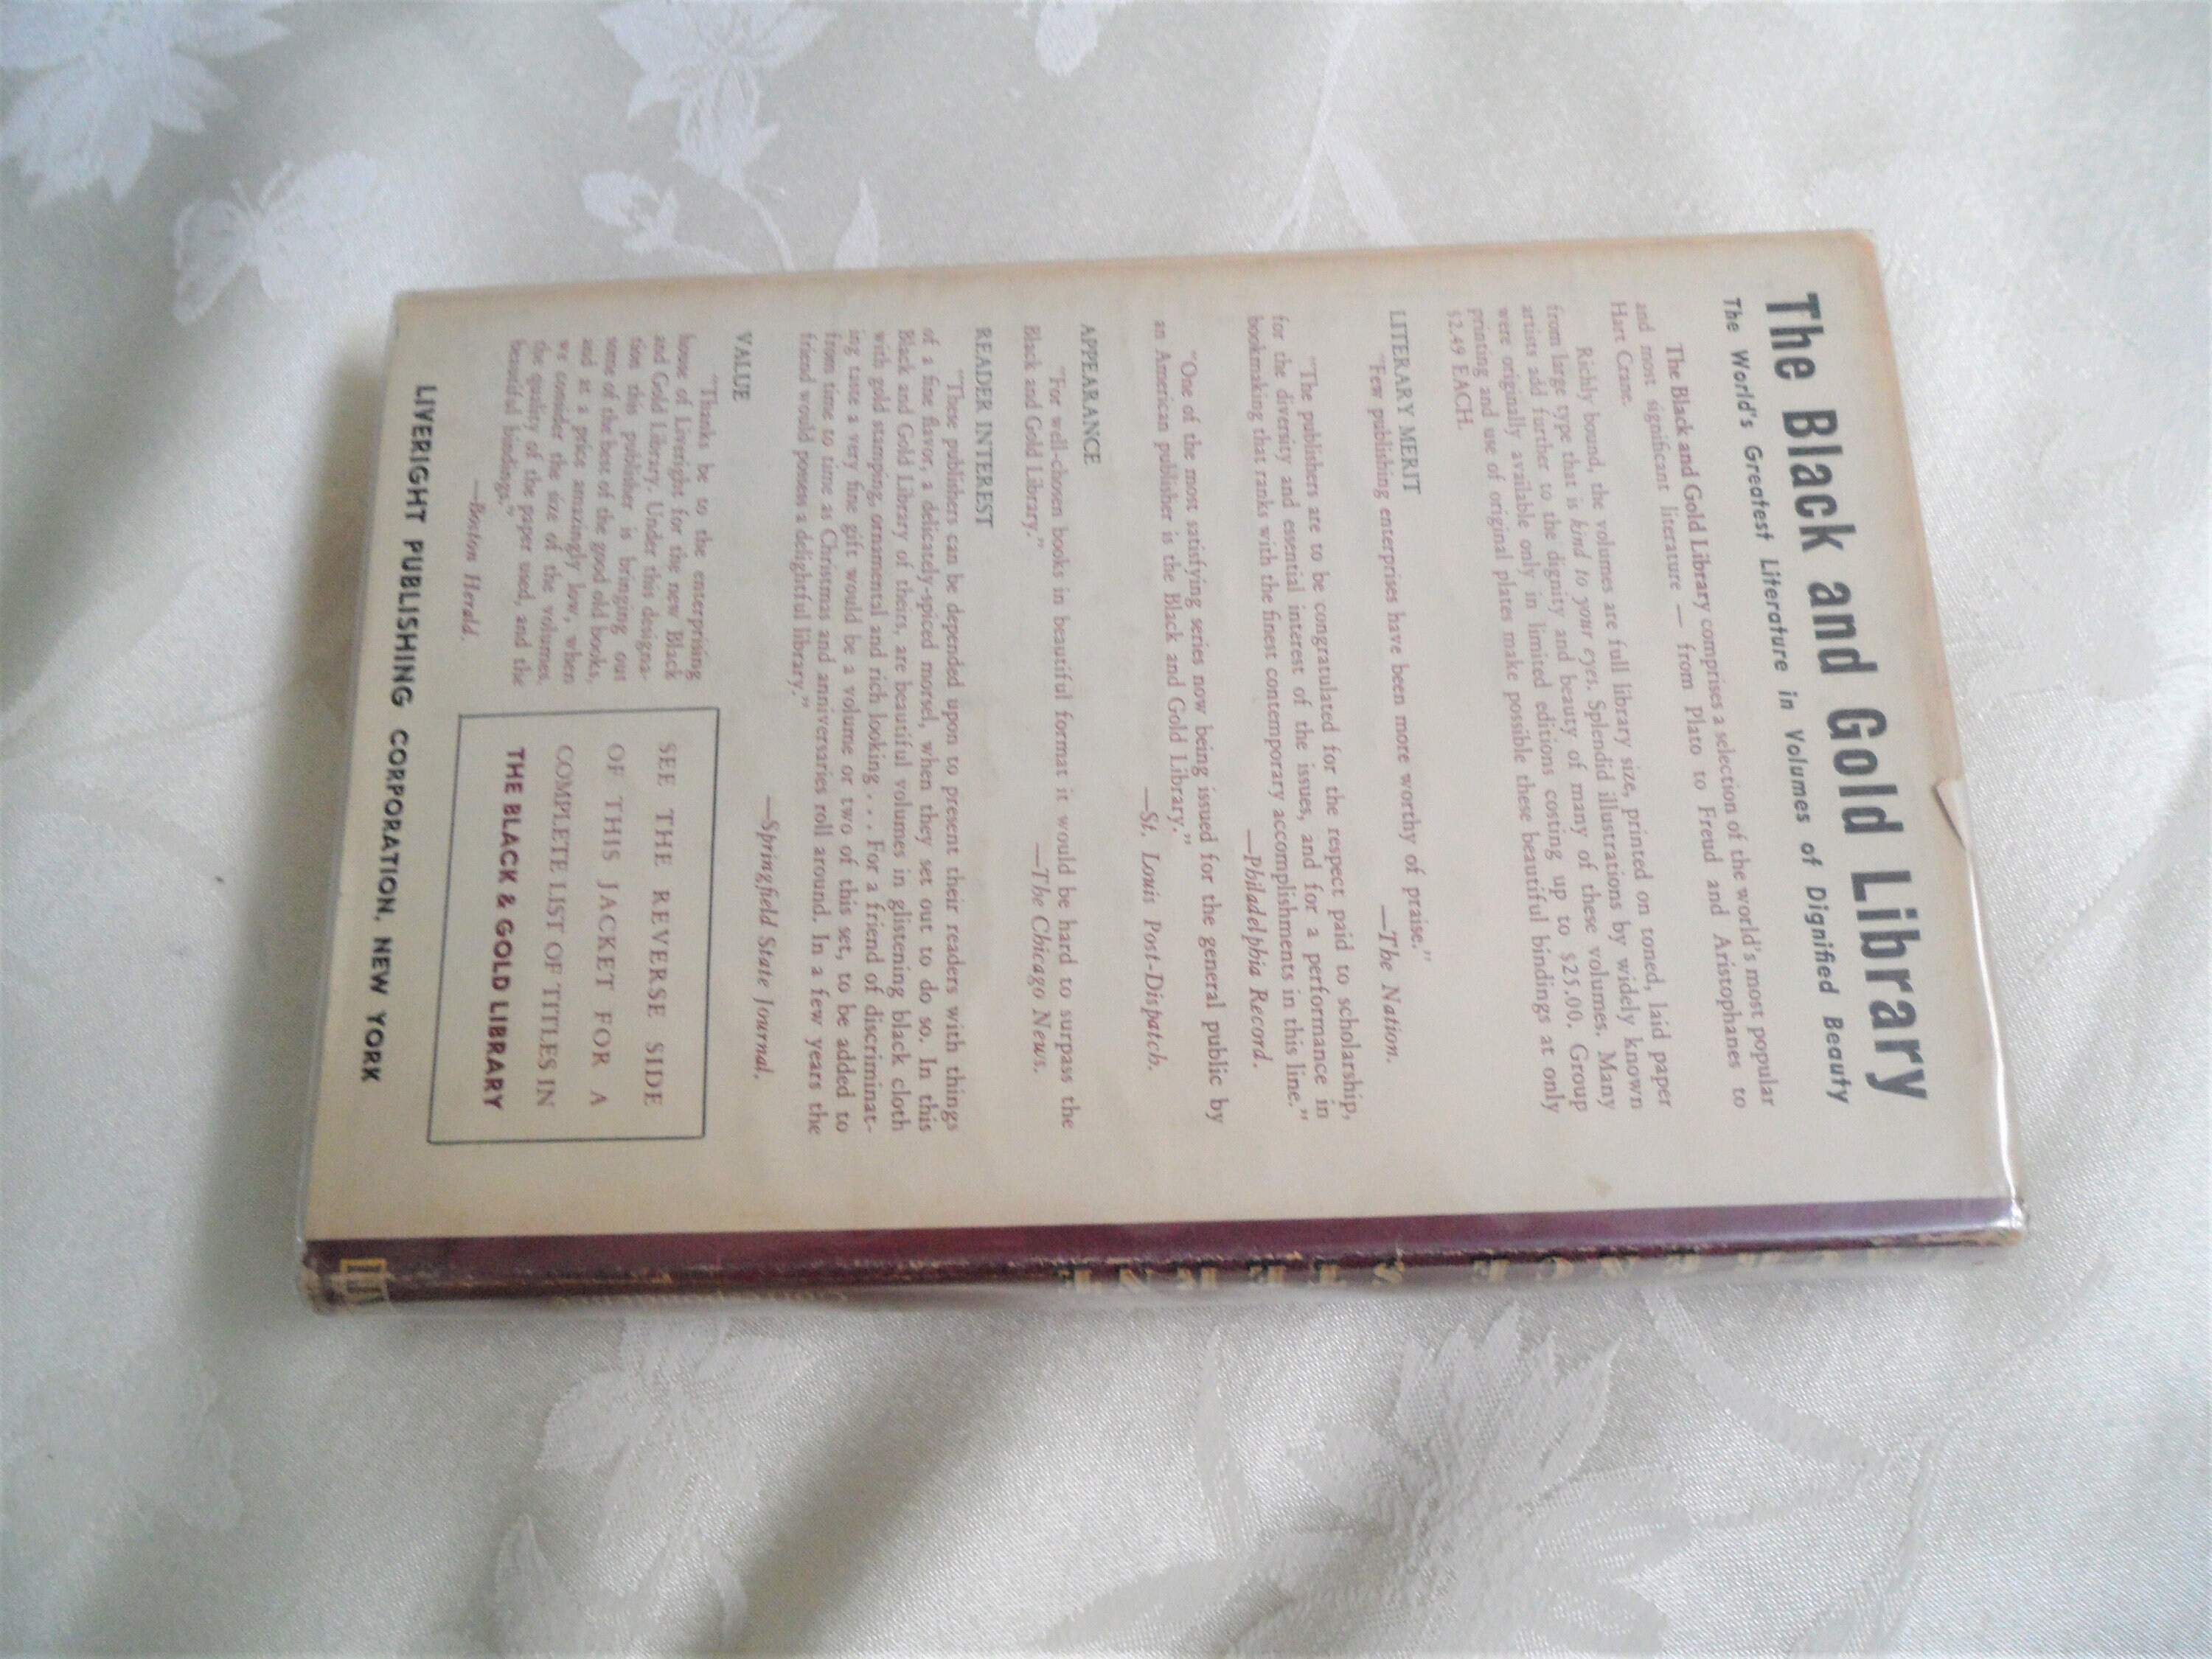 The Black and Gold Library
The World's Greatest Literature in Volumes of Dignified Beauty
The Black and Gold Library comprises a selection of the world's most popular
and most significant literature — from Plato to Freud and Aristophanes to
Hart Crane.
Richly bound, the volumes are full library size, printed on toned, laid paper
from large type that is kind to your eyes. Splendid illustrations by widely known
artists add further to the dignity and beauty of many of these volumes. Many
were originally available only in limited editions costing up to $25.00. Group
printing and use of original plates make possible these beautiful bindings at only
$2.49 EACH.
LITERARY MERIT
"Few publishing enterprises have been more worthy of praise."
—The Nation.
"The publishers are to be congratulated for the respect paid to scholarship,
for the diversity and essential interest of the issues, and for a performance in
bookmaking that ranks with the finest contemporary accomplishments in this line."
—Philadelphia Record.
"One of the most satisfying series now being issued for the general public by
an American publisher is the Black and Gold Library."
—St. Louis Post-Dispatch.
APPEARANCE
"For well-chosen books in beautiful format it would be hard to surpass the
Black and Gold Library."
—The Chicago News.
READER INTEREST
"These publishers can be depended upon to present their readers with things
of a fine flavor, a delicately-spiced morsel, when they set out to do so. In this
Black and Gold Library of theirs, are beautiful volumes in glistening black cloth
with gold stamping, ornamental and rich looking . . . For a friend of discriminat-
ing taste a very fine gift would be a volume or two of this set, to be added to
from time to time as Christmas and anniversaries roll around. In a few years the
friend would possess a delightful library."
—Springfield State Journal,
VALUE
"Thanks be to the enterprising
house of Liveright for the new Black
and Gold Library. Under this designa-
tion this publisher is bringing out
some of the best of the good old books,
and at a price amazingly low, when
we consider the size of the volumes,
the quality of the paper used, and the
beautiful bindings."
—Boston Herald.
SEE THE REVERSE SIDE
OF THIS JACKET FOR A
COMPLETE LIST OF TITLES IN
THE BLACK & GOLD LIBRARY
LIVERIGHT PUBLISHING CORPORATION, NEW YORK